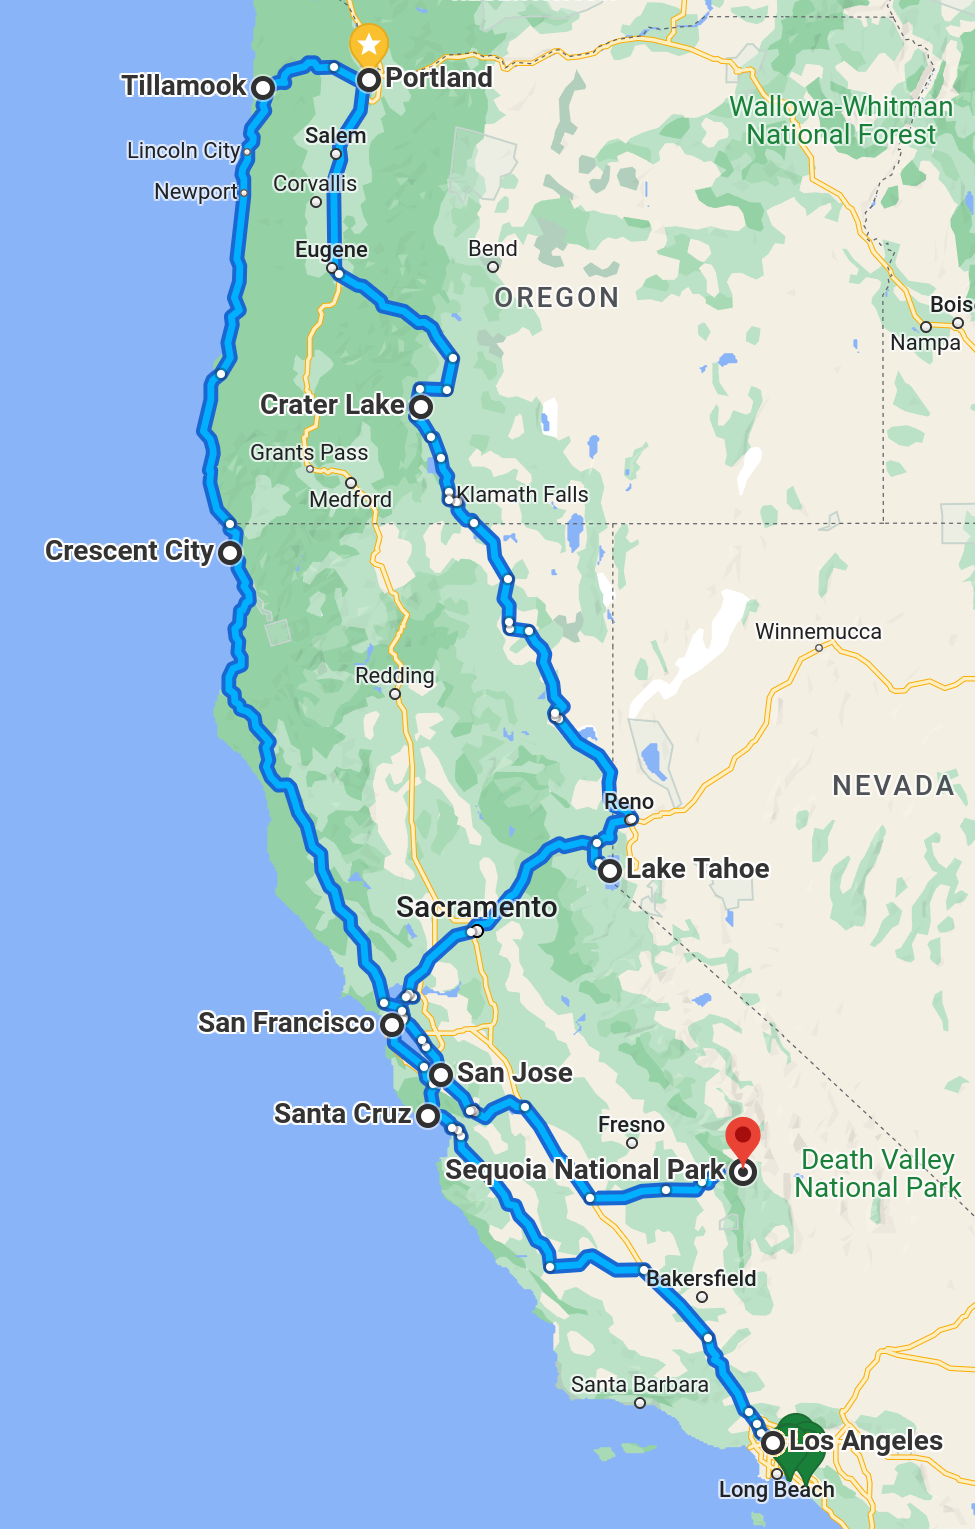 Tillamook
Portland
Wallowa-Whitman
National Forest
Salem
Lincoln City
Corvallis
Newport
Eugene
Bend
OREGON
Bois
Nampa
Crater Lake
Grants Pass
Medford
Klamath Falls
Crescent City
Winnemucca
Redding
NEVADA
Reno
Lake Tahoe
Sacramento
San Francisco
San Jose
Santa Cruz
Fresno
Sequoia National Park
Death Valley
National Park
Bakersfield
Santa Barbara
Los Angeles
Long Beach